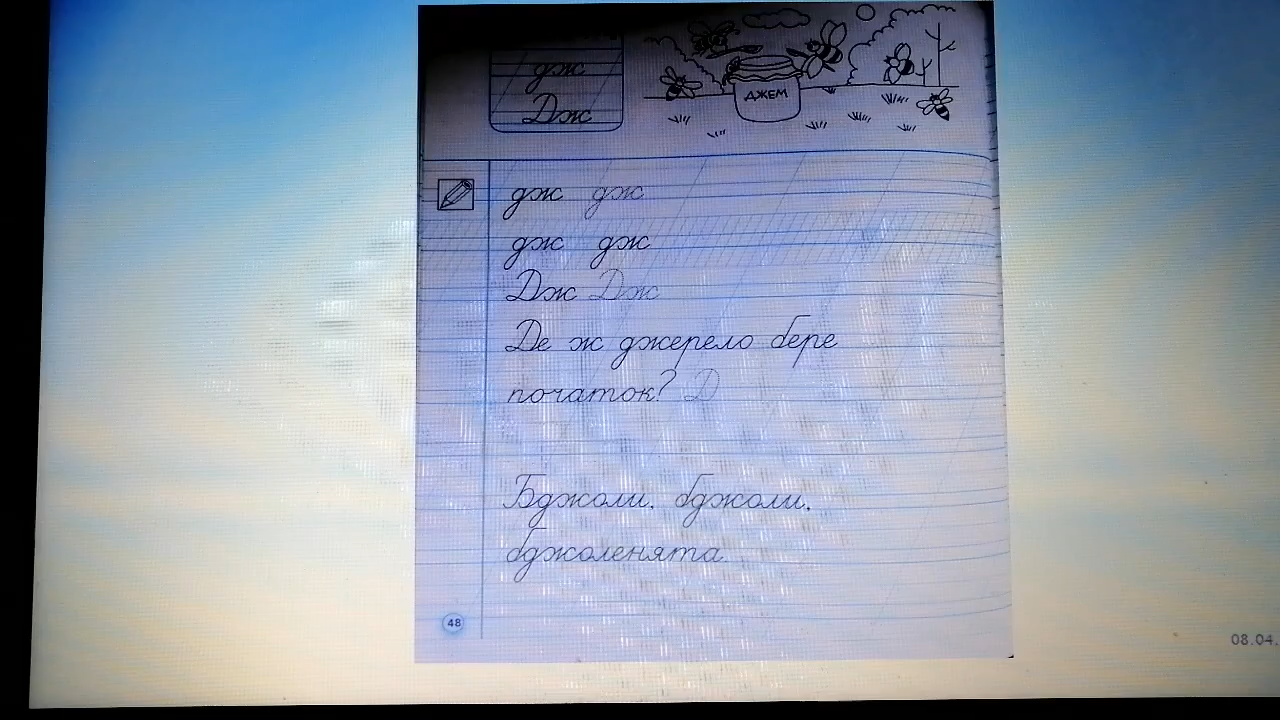 дж
Дж
ДЖЕМ
дж дж
дж дж
Дж Дж
Де ж джерело бере
початок? Д
Бджоли, бджоли,
бджоленята.
48
08.04.